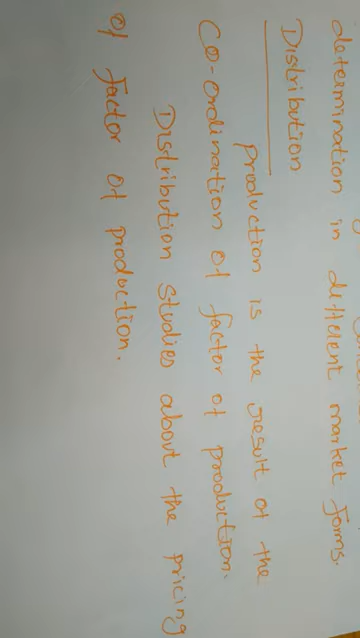 determination in different market forms.
Distribution
Production is the result of the
Co-ordination of factor of production.
Distribution studies about the pricing
of factor of production.